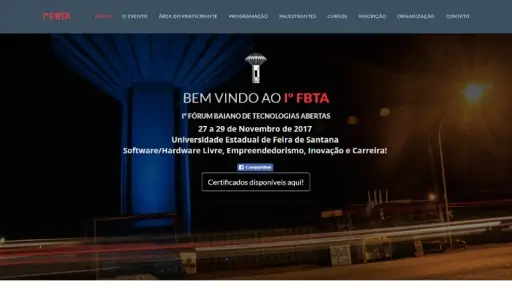 Iº FBTA
INÍCIO O EVENTO ÁREA DO PARTICIPANTE PROGRAMAÇÃO PALESTRANTES CURSOS INSCRIÇÃO ORGANIZAÇÃO CONTATO
BEM VINDO AO Iº FBTA
Iº FÓRUM BAIANO DE TECNOLOGIAS ABERTAS
27 a 29 de Novembro de 2017
Universidade Estadual de Feira de Santana
Software/Hardware Livre, Empreendedorismo, Inovação e Carreira!
Compartilhar
Certificados disponíveis aqui!